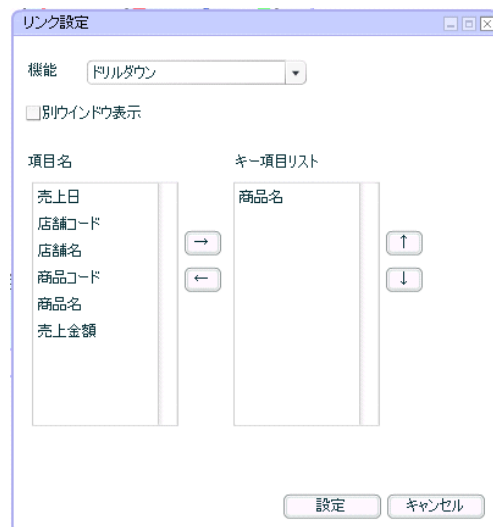 リンク設定
機能 ドリルダウン
別ウインドウ表示
項目名 キー項目リスト
売上日 商品名
店舗コード
店舗名
商品コード
商品名
売上金額
→ ↑
← ↓
設定 キャンセル